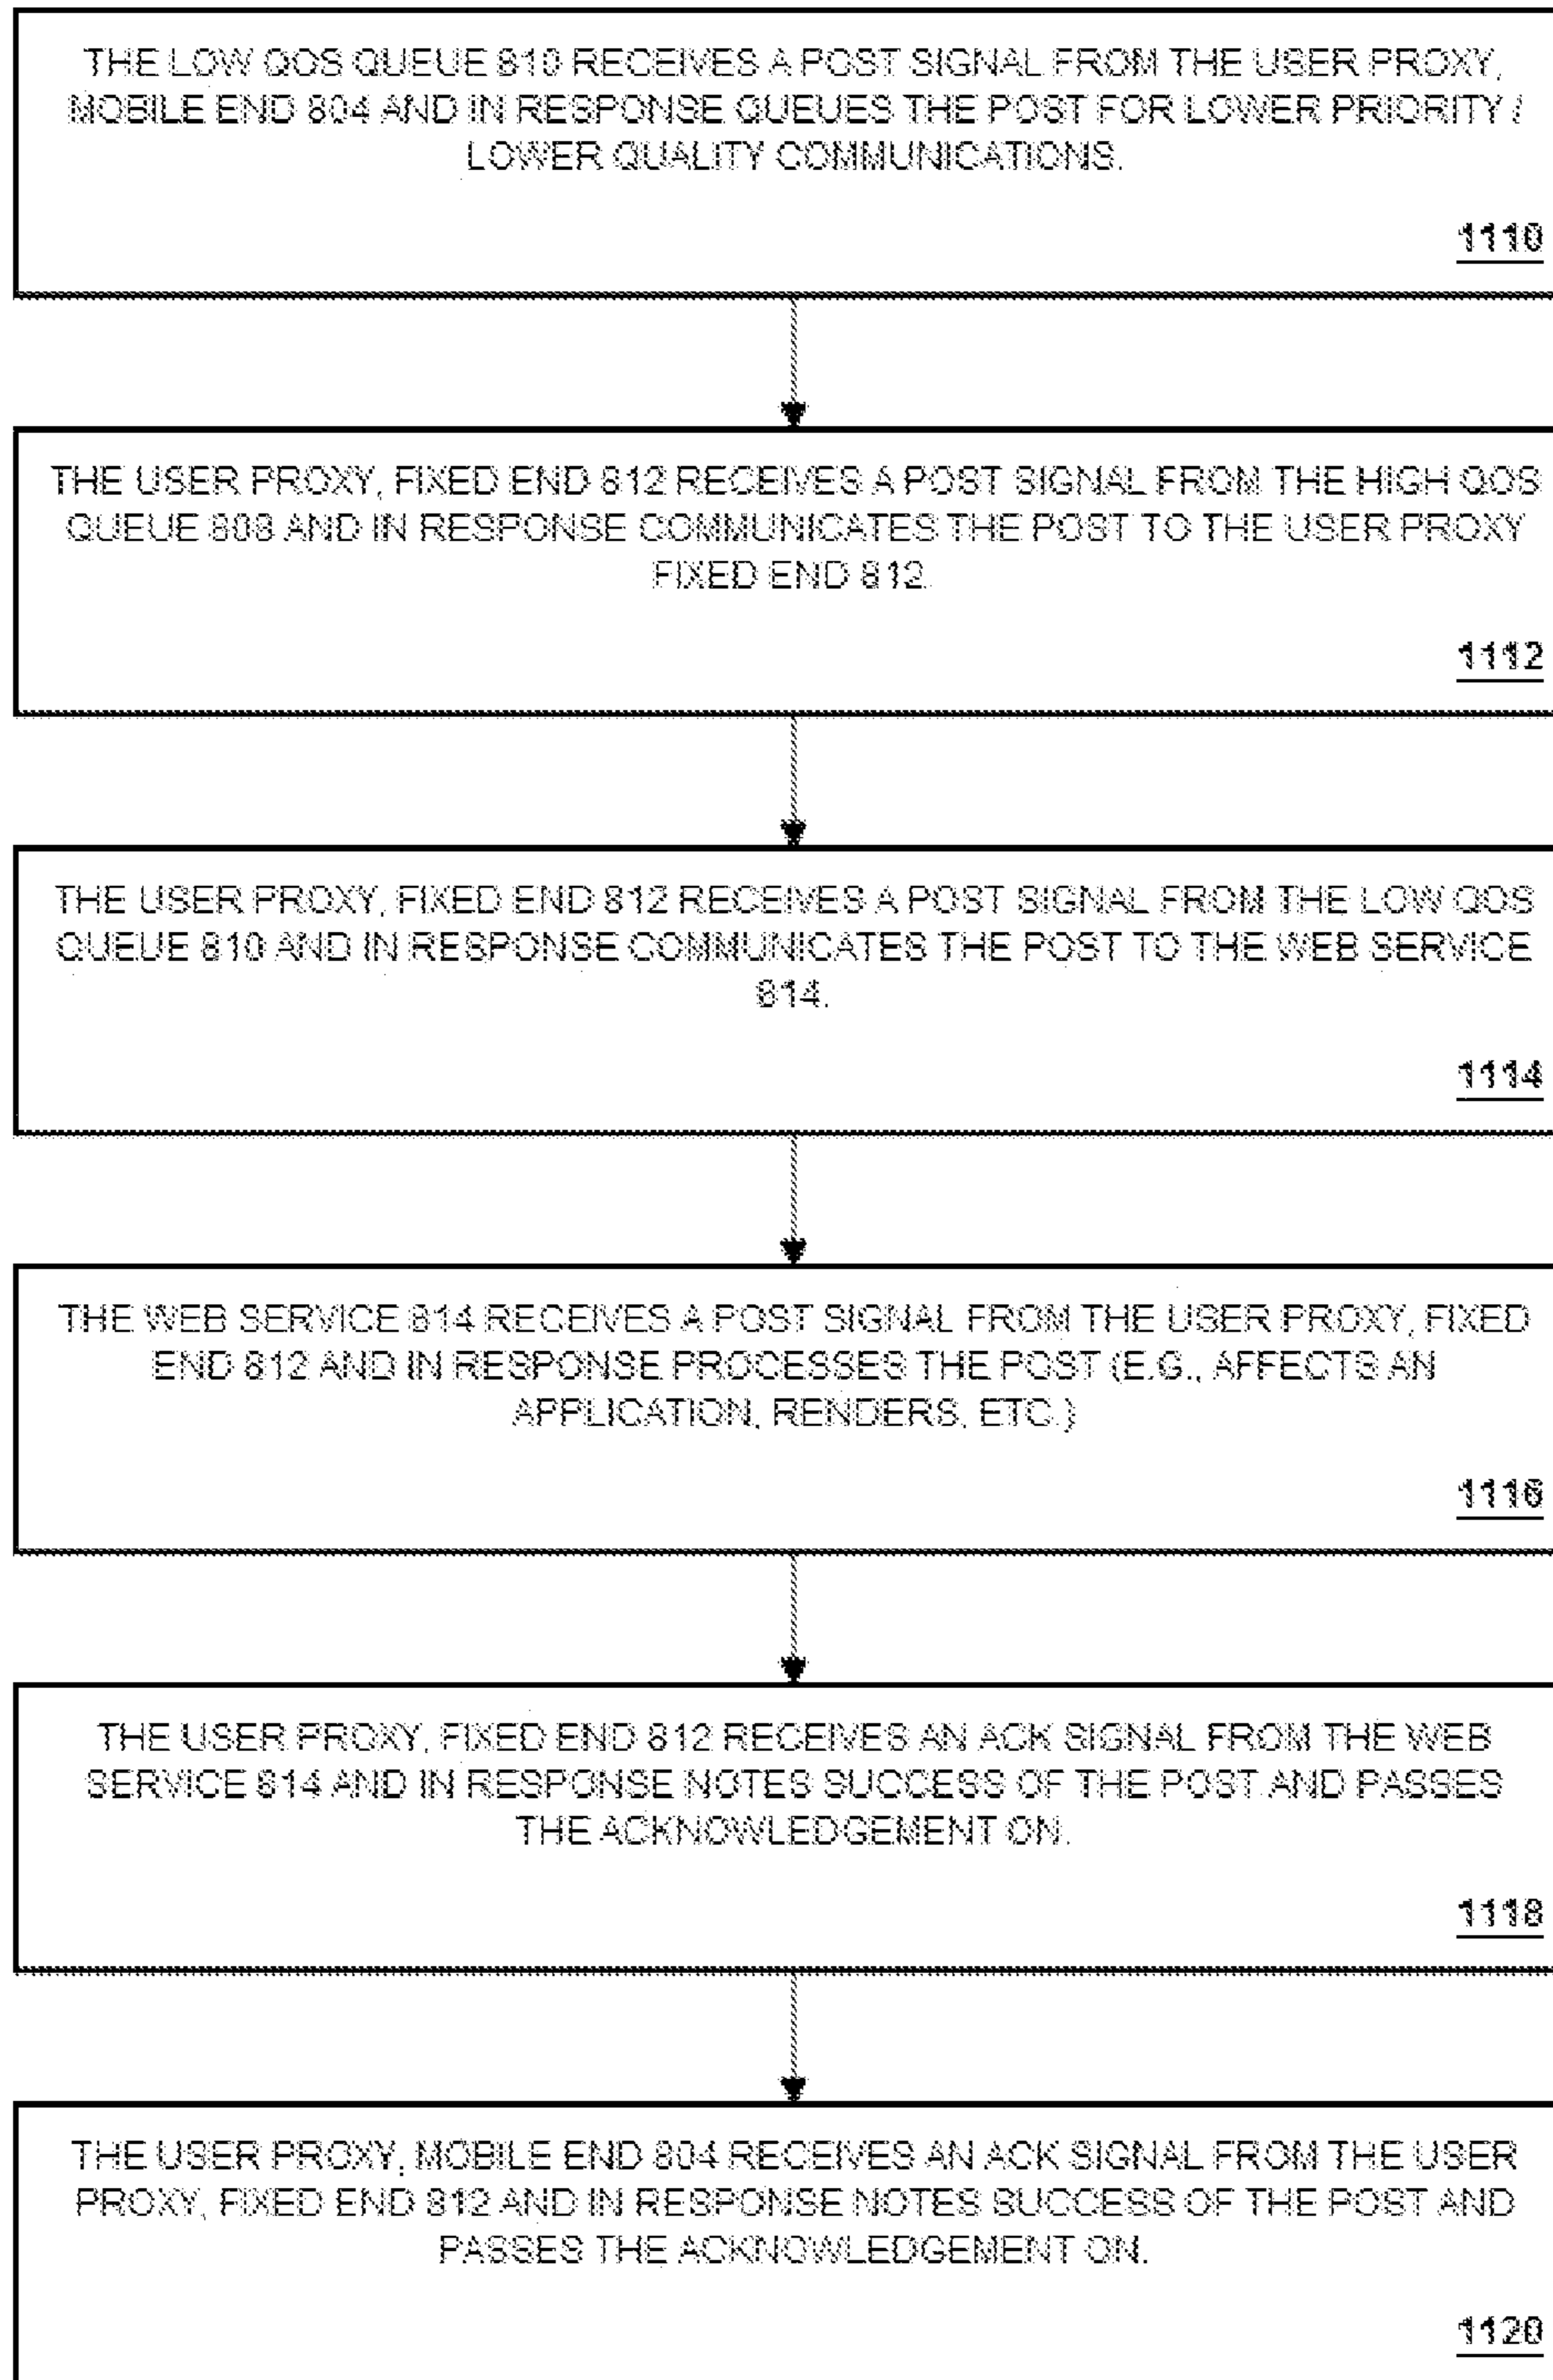 THE LOW QOS QUEUE 810 RECEIVES A POST SIGNAL FROM THE USER PROXY,
MOBILE END 804 AND IN RESPONSE QUEUES THE POST FOR LOWER PRIORITY /
LOWER QUALITY COMMUNICATIONS.
1110
THE USER PROXY, FIXED END 812 RECEIVES A POST SIGNAL FROM THE HIGH QOS
QUEUE 808 AND IN RESPONSE COMMUNICATES THE POST TO THE USER PROXY
FIXED END 812.
1112
THE USER PROXY, FIXED END 812 RECEIVES A POST SIGNAL FROM THE LOW QOS
QUEUE 810 AND IN RESPONSE COMMUNICATES THE POST TO THE WEB SERVICE
814.
1114
THE WEB SERVICE 814 RECEIVES A POST SIGNAL FROM THE USER PROXY, FIXED
END 812 AND IN RESPONSE PROCESSES THE POST (E.G., AFFECTS AN
APPLICATION, RENDERS, ETC.)
1116
THE USER PROXY, FIXED END 812 RECEIVES AN ACK SIGNAL FROM THE WEB
SERVICE 814 AND IN RESPONSE NOTES SUCCESS OF THE POST AND PASSES
THE ACKNOWLEDGEMENT ON.
1118
THE USER PROXY, MOBILE END 804 RECEIVES AN ACK SIGNAL FROM THE USER
PROXY, FIXED END 812 AND IN RESPONSE NOTES SUCCESS OF THE POST AND
PASSES THE ACKNOWLEDGEMENT ON.
1120